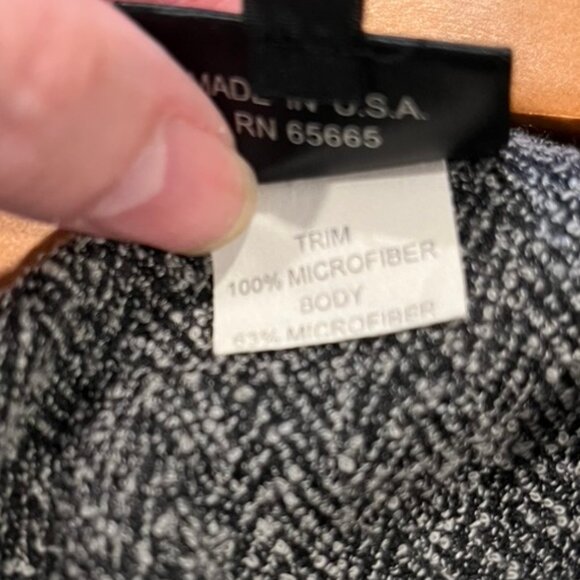 MADE IN U.S.A.
RN 65665
TRIM
100% MICROFIBER
BODY
63% MICROFIBER